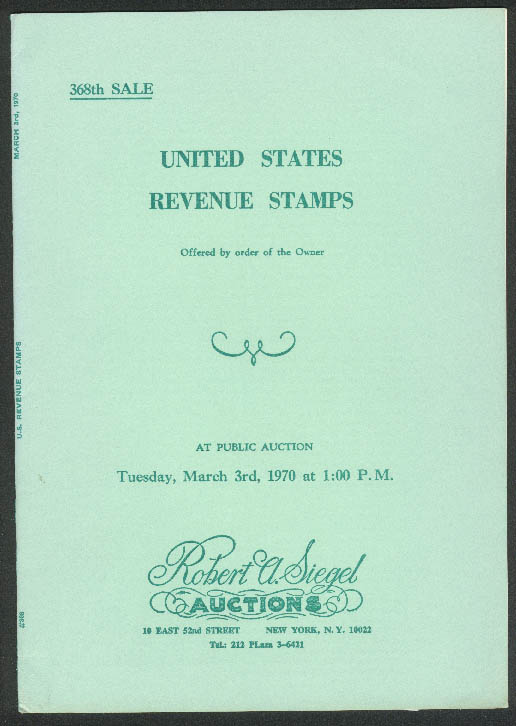 368th SALE
UNITED STATES
REVENUE STAMPS
Offered by order of the Owner
AT PUBLIC AUCTION
Tuesday, March 3rd, 1970 at 1:00 P.M.
Robert A. Siegel
AUCTIONS
10 EAST 52nd STREET NEW YORK, N. Y. 10022
TEL: 212 PLaza 3-6421
MARCH 3rd, 1970
U.S. REVENUE STAMPS